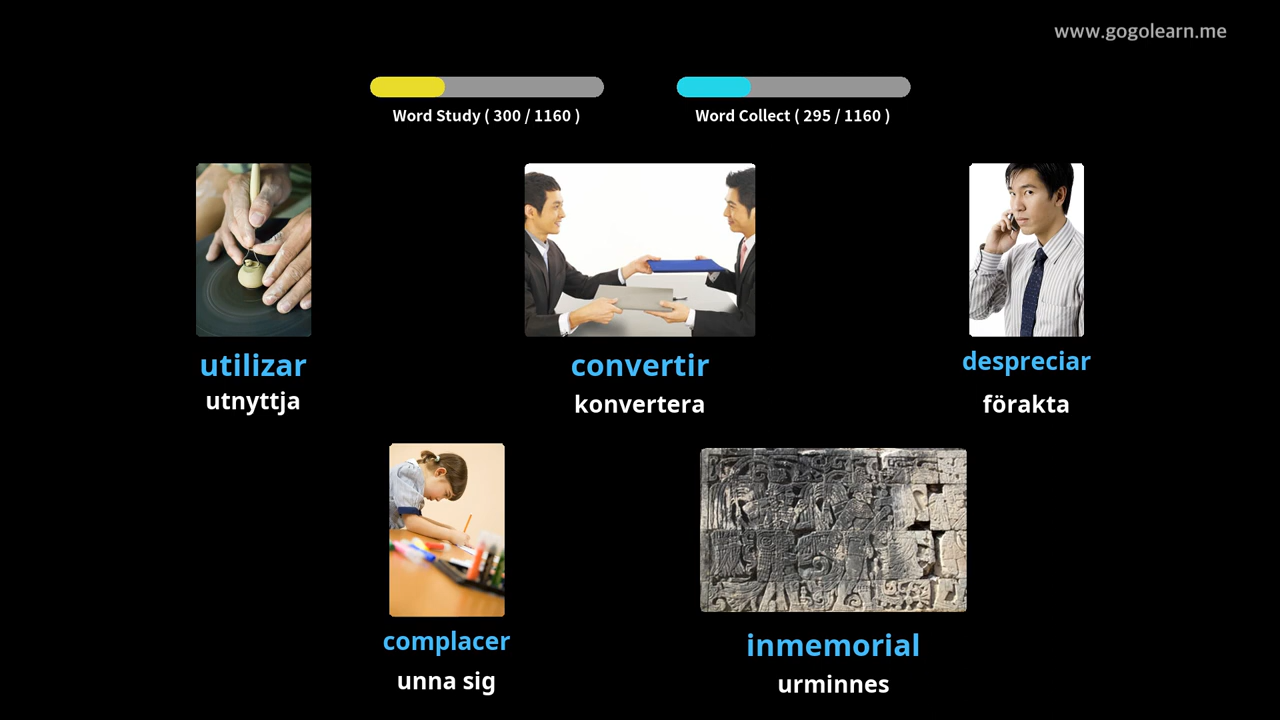 www.gogolearn.me
Word Study ( 300 / 1160 )
Word Collect ( 295 / 1160 )
utilizar
utnyttja
convertir
konvertera
despreciar
förakta
complacer
unna sig
inmemorial
urminnes